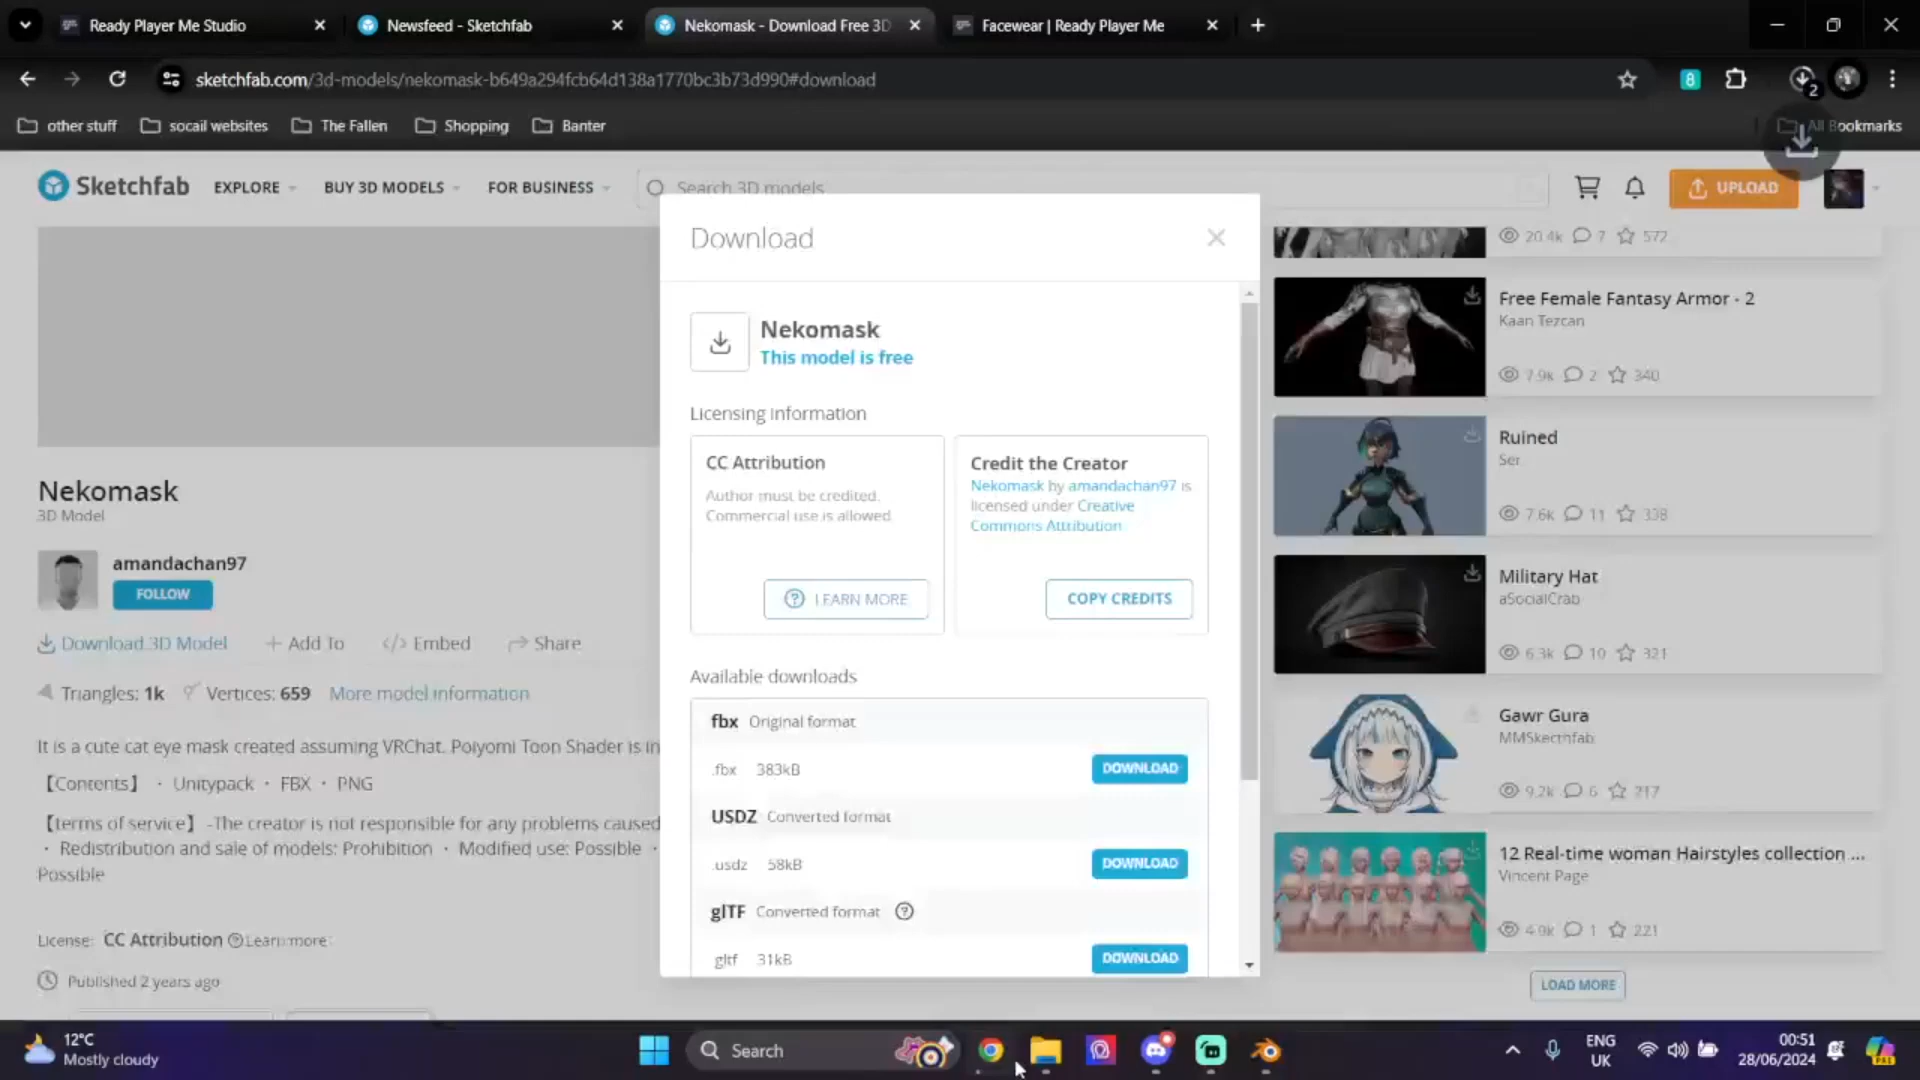 Ready Player Me Studio
Newsfeed - Sketchfab
Nekomask - Download Free 3D
Facewear | Ready Player Me
sketchfab.com/3d-models/nekomask-b649a294fcb64d138a1770bc3b73d990#download
8
2
other stuff
socail websites
The Fallen
Shopping
Banter
All Bookmarks
Sketchfab
EXPLORE
BUY 3D MODELS
FOR BUSINESS
Search 3D models
UPLOAD
Download
Nekomask
This model is free
Licensing information
CC Attribution
Author must be credited.
Commercial use is allowed.
LEARN MORE
Credit the Creator
Nekomask by amandachan97 is
licensed under Creative
Commons Attribution
COPY CREDITS
Available downloads
fbx Original format
.fbx 383kB
DOWNLOAD
USDZ Converted format
.usdz 58kB
DOWNLOAD
glTF Converted format
gltf 31kB
DOWNLOAD
Nekomask
3D Model
amandachan97
FOLLOW
Download 3D Model
Add To
Embed
Share
Triangles: 1k
Vertices: 659
More model information
It is a cute cat eye mask created assuming VRChat. Poiyomi Toon Shader is in
【Contents】 ・ Unitypack ・ FBX ・ PNG
【terms of service】 -The creator is not responsible for any problems caused
・ Redistribution and sale of models: Prohibition ・ Modified use: Possible ・
Possible
License: CC Attribution Learn more
Published 2 years ago
20.4k 7 572
Free Female Fantasy Armor - 2
Kaan Tezcan
7.9k 2 340
Ruined
Ser.
7.6k 11 338
Military Hat
aSocialCrab
6.3k 10 321
Gawr Gura
MMSkecthfab
9.2k 6 217
12 Real-time woman Hairstyles collection ...
Vincent Page
4.0k 1 221
LOAD MORE
12°C
Mostly cloudy
Search
ENG
UK
00:51
28/06/2024
PRE